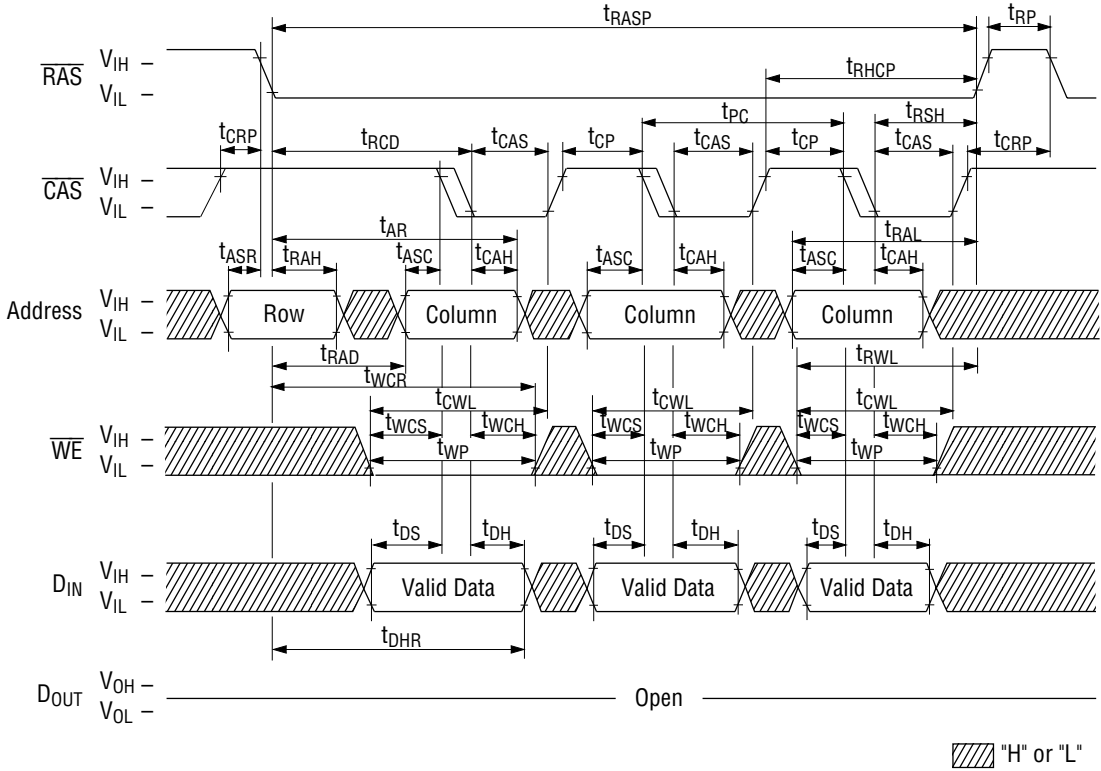 tRASP
tRP
RAS
VIH
VIL
tRHCP
tPC
tRSH
tCRP
tRCD
tCAS
tCP
tCAS
tCP
tCAS
tCRP
CAS
VIH
VIL
tAR
tRAL
tASR
tRAH
tASC
tCAH
tASC
tCAH
tASC
tCAH
Address
VIH
VIL
Row
Column
Column
Column
tRAD
tRWL
tWCR
tCWL
tCWL
tCWL
tWCS
tWCH
tWCS
tWCH
tWCS
tWCH
WE
VIH
VIL
tWP
tWP
tWP
tDS
tDH
tDS
tDH
tDS
tDH
DIN
VIH
VIL
Valid Data
Valid Data
Valid Data
tDHR
DOUT
VOH
VOL
Open
"H" or "L"